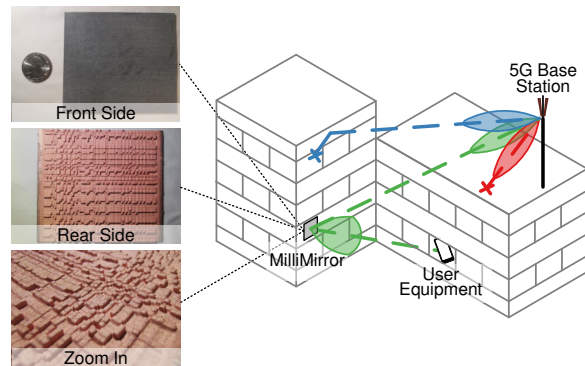 Front Side
Rear Side
Zoom In
5G Base
Station
MilliMirror
User
Equipment